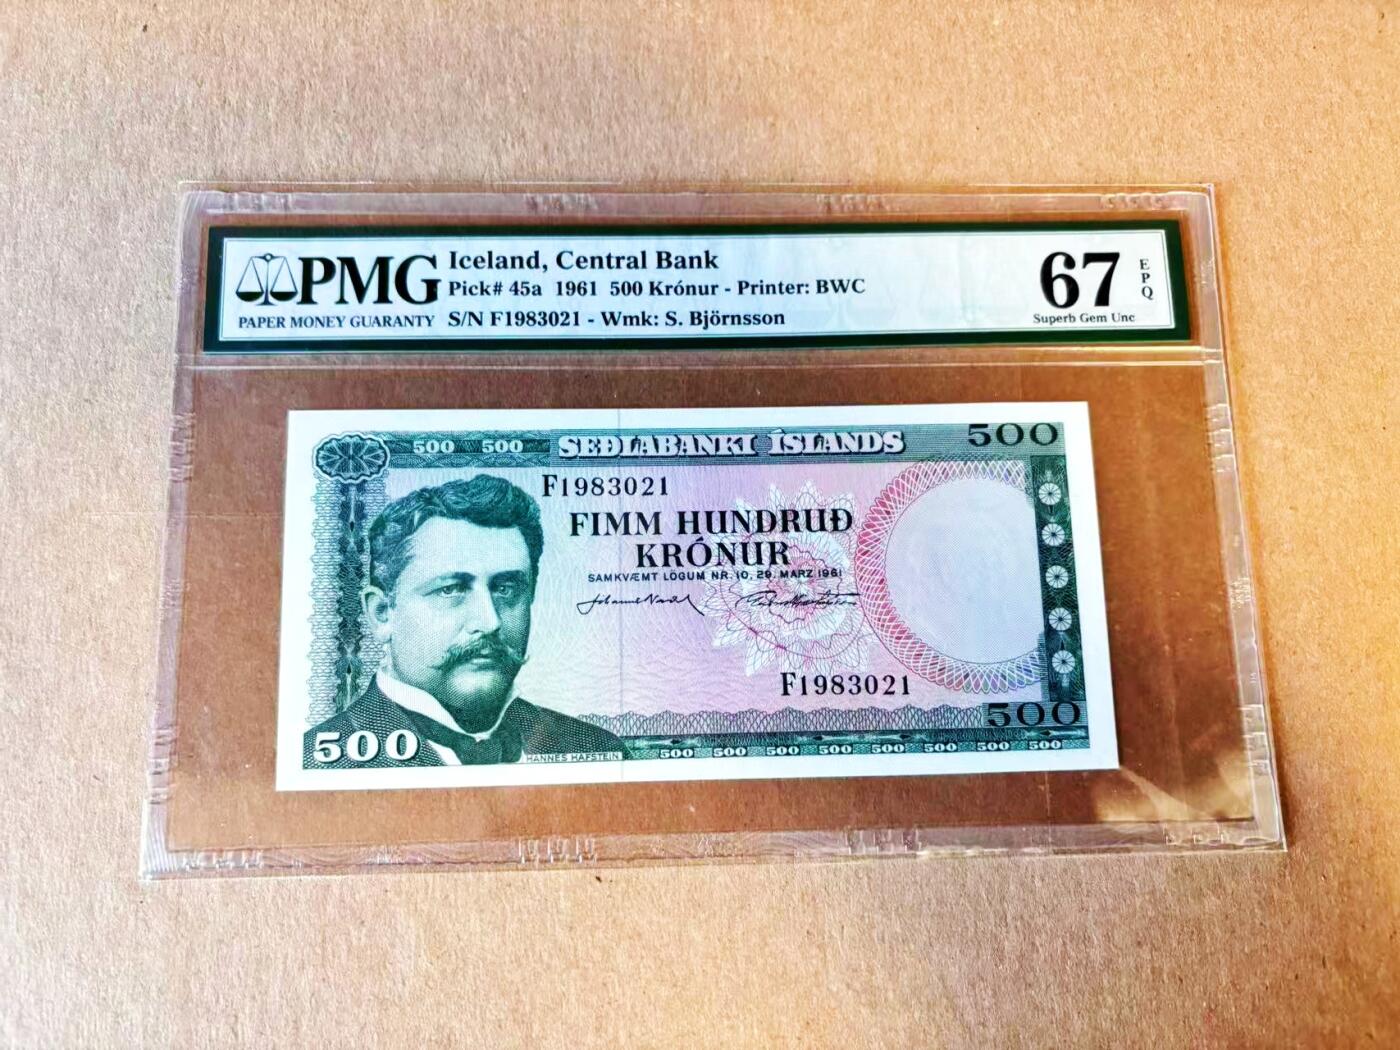 PMG
PAPER MONEY GUARANTY
Iceland, Central Bank
Pick# 45a 1961 500 Krónur - Printer: BWC
S/N F1983021 - Wmk: S. Björnsson
67
EPQ
Superb Gem Unc
500 500 SEÐLABANKI ÍSLANDS 500
F1983021
FIMM HUNDRUÐ
KRÓNUR
SAMKVÆMT LÖGUM NR. 10, 29. MARZ 1961
F1983021
500
500
HANNES HAFSTEIN
500 500 500 500 500 500 500 500